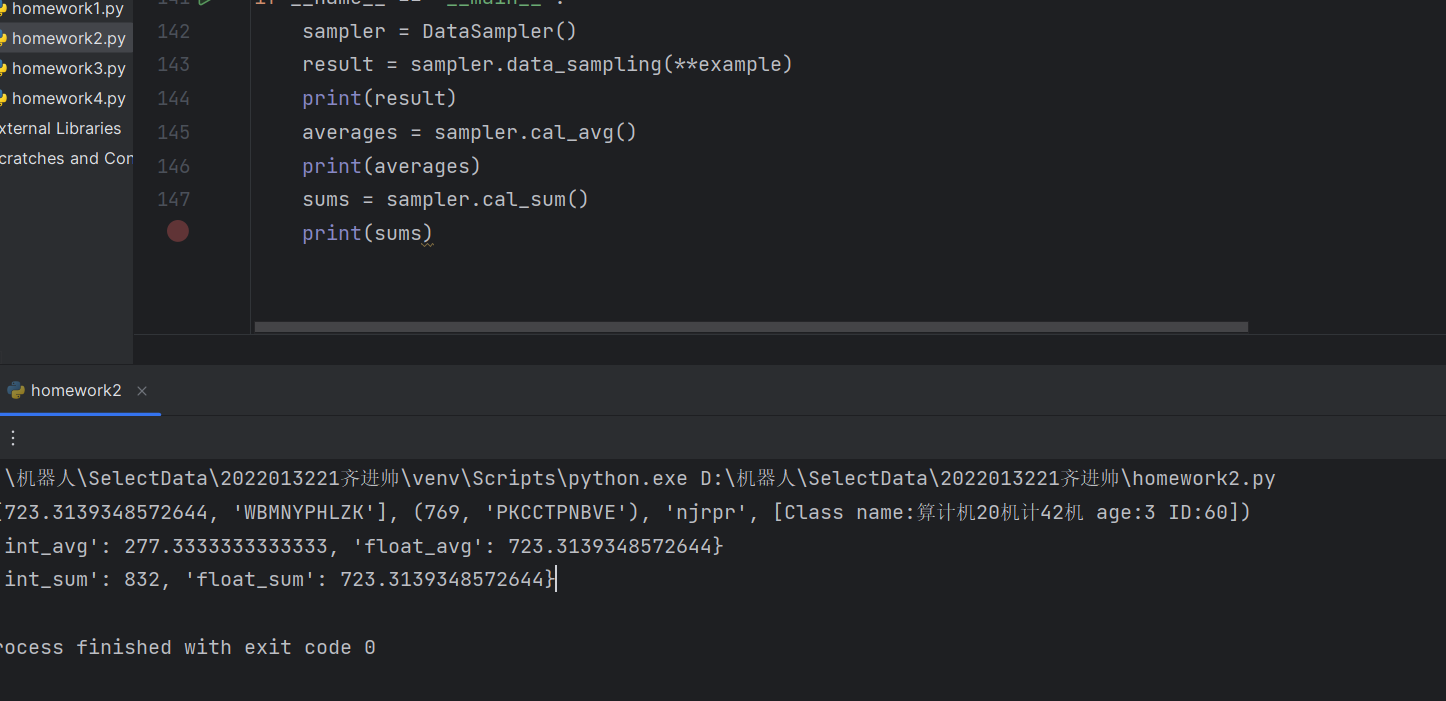 homework1.py
homework2.py
homework3.py
homework4.py
xternal Libraries
cratches and Con
141 if __name__ == '__main__':
142 sampler = DataSampler()
143 result = sampler.data_sampling(**example)
144 print(result)
145 averages = sampler.cal_avg()
146 print(averages)
147 sums = sampler.cal_sum()
print(sums)
homework2
\机器人\SelectData\2022013221齐进帅\venv\Scripts\python.exe D:\机器人\SelectData\2022013221齐进帅\homework2.py
[723.3139348572644, 'WBMNYPHLZK'], (769, 'PKCCTPNBVE'), 'njrpr', [Class name:算计机20机计42机 age:3 ID:60])
int_avg': 277.3333333333333, 'float_avg': 723.3139348572644}
int_sum': 832, 'float_sum': 723.3139348572644}
rocess finished with exit code 0